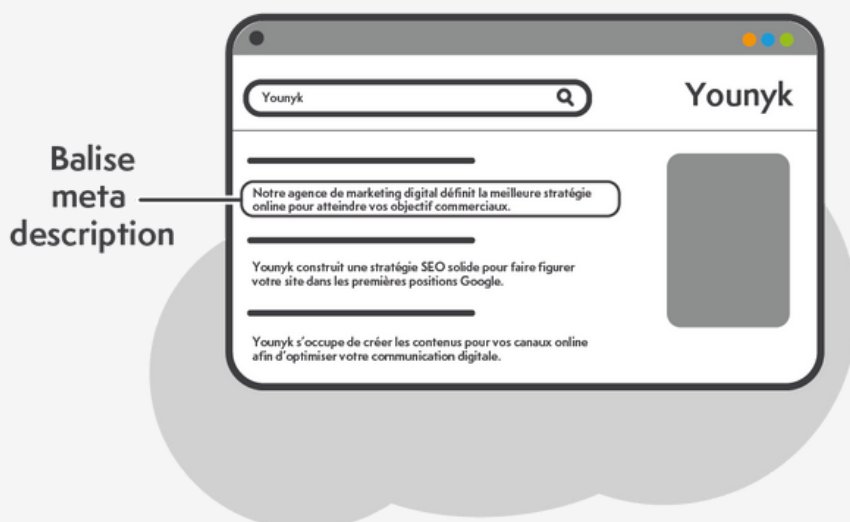 Younyk
Younyk
Balise
meta
description
Notre agence de marketing digital définit la meilleure stratégie
online pour atteindre vos objectif commerciaux.
Younyk construit une stratégie SEO solide pour faire figurer
votre site dans les premières positions Google.
Younyk s'occupe de créer les contenus pour vos canaux online
afin d'optimiser votre communication digitale.